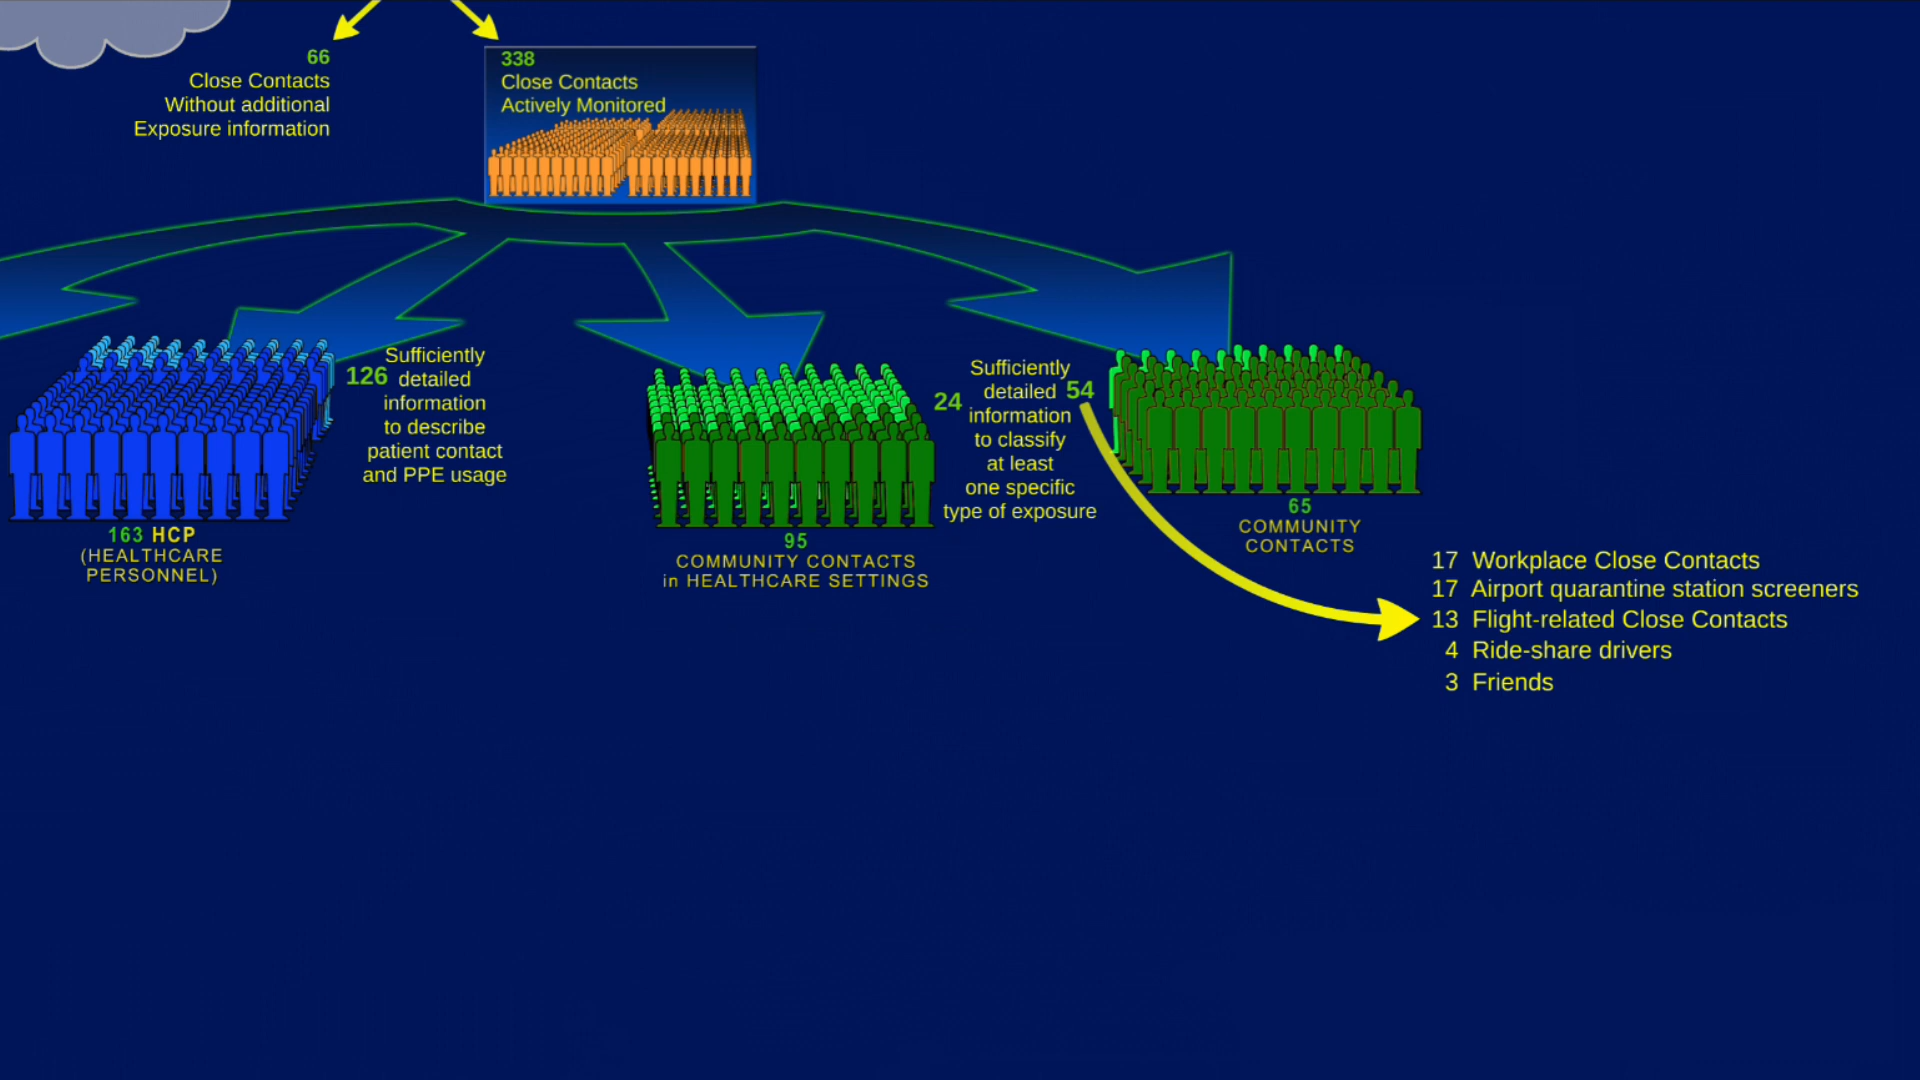 66
Close Contacts
Without additional
Exposure information
338
Close Contacts
Actively Monitored
126
Sufficiently
detailed
information
to describe
patient contact
and PPE usage
163 HCP
(HEALTHCARE
PERSONNEL)
95
COMMUNITY CONTACTS
in HEALTHCARE SETTINGS
24
Sufficiently
detailed
information
to classify
at least
one specific
type of exposure
54
65
COMMUNITY
CONTACTS
17 Workplace Close Contacts
17 Airport quarantine station screeners
13 Flight-related Close Contacts
4 Ride-share drivers
3 Friends